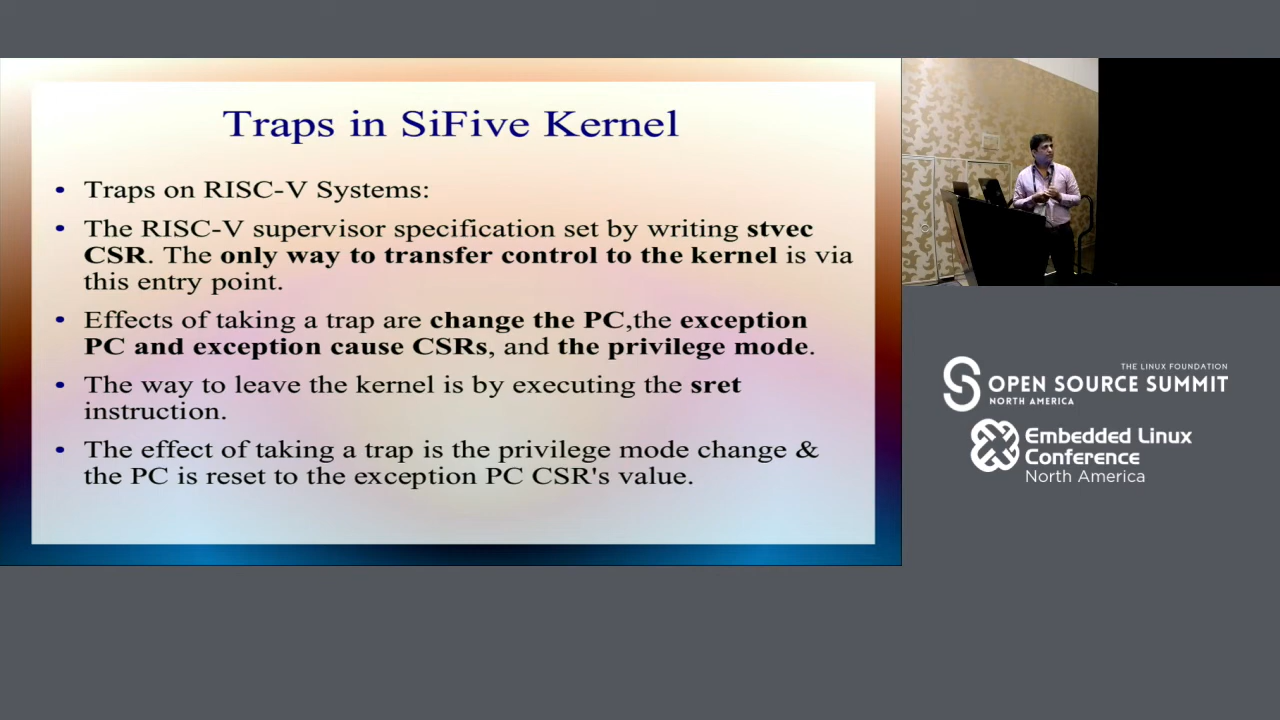 Traps in SiFive Kernel
• Traps on RISC-V Systems:
• The RISC-V supervisor specification set by writing stvec
CSR. The only way to transfer control to the kernel is via
this entry point.
• Effects of taking a trap are change the PC,the exception
PC and exception cause CSRs, and the privilege mode.
• The way to leave the kernel is by executing the sret
instruction.
• The effect of taking a trap is the privilege mode change &
the PC is reset to the exception PC CSR's value.
THE LINUX FOUNDATION
OPEN SOURCE SUMMIT
NORTH AMERICA
Embedded Linux
Conference
North America